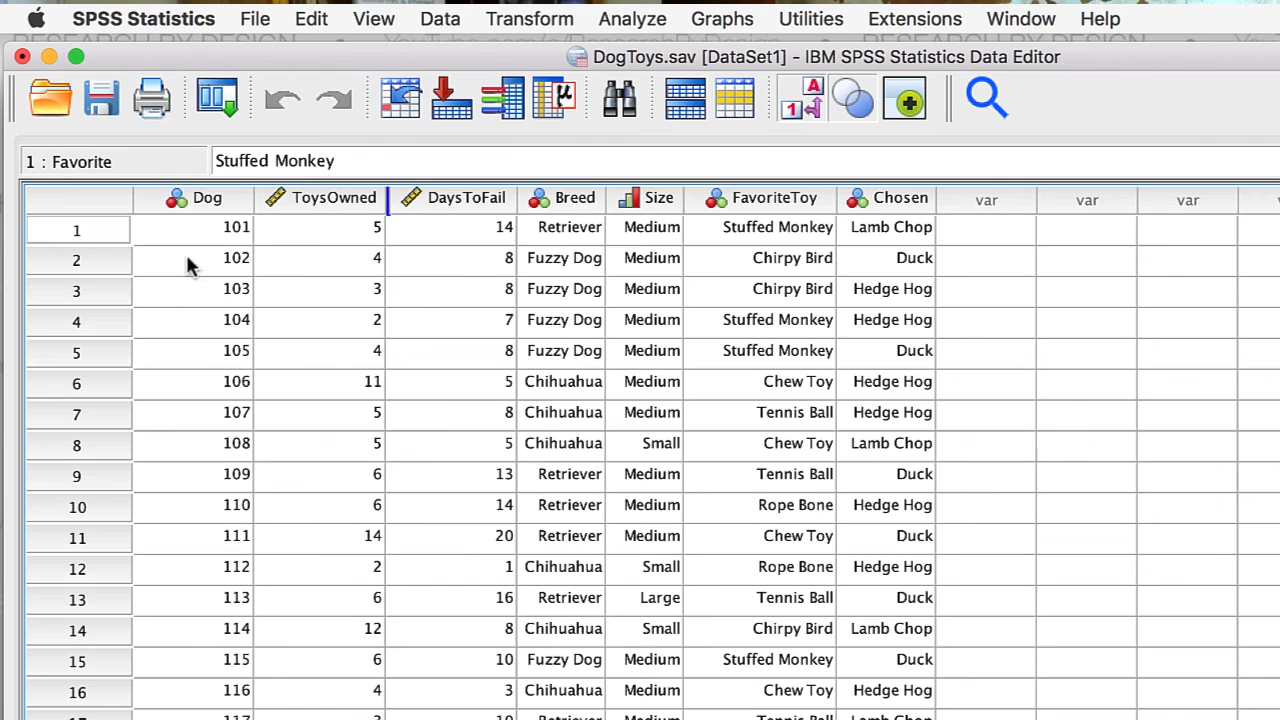 SPSS Statistics File Edit View Data Transform Analyze Graphs Utilities Extensions Window Help
DogToys.sav [DataSet1] - IBM SPSS Statistics Data Editor
1 : Favorite Stuffed Monkey
Dog ToysOwned DaysToFail Breed Size FavoriteToy Chosen var var var
1 101 5 14 Retriever Medium Stuffed Monkey Lamb Chop
2 102 4 8 Fuzzy Dog Medium Chirpy Bird Duck
3 103 3 8 Fuzzy Dog Medium Chirpy Bird Hedge Hog
4 104 2 7 Fuzzy Dog Medium Stuffed Monkey Hedge Hog
5 105 4 8 Fuzzy Dog Medium Stuffed Monkey Duck
6 106 11 5 Chihuahua Medium Chew Toy Hedge Hog
7 107 5 8 Chihuahua Medium Tennis Ball Hedge Hog
8 108 5 5 Chihuahua Small Chew Toy Lamb Chop
9 109 6 13 Retriever Medium Tennis Ball Duck
10 110 6 14 Retriever Medium Rope Bone Hedge Hog
11 111 14 20 Retriever Medium Chew Toy Duck
12 112 2 1 Chihuahua Small Rope Bone Hedge Hog
13 113 6 16 Retriever Large Tennis Ball Duck
14 114 12 8 Chihuahua Small Chirpy Bird Lamb Chop
15 115 6 10 Fuzzy Dog Medium Stuffed Monkey Duck
16 116 4 3 Chihuahua Medium Chew Toy Hedge Hog